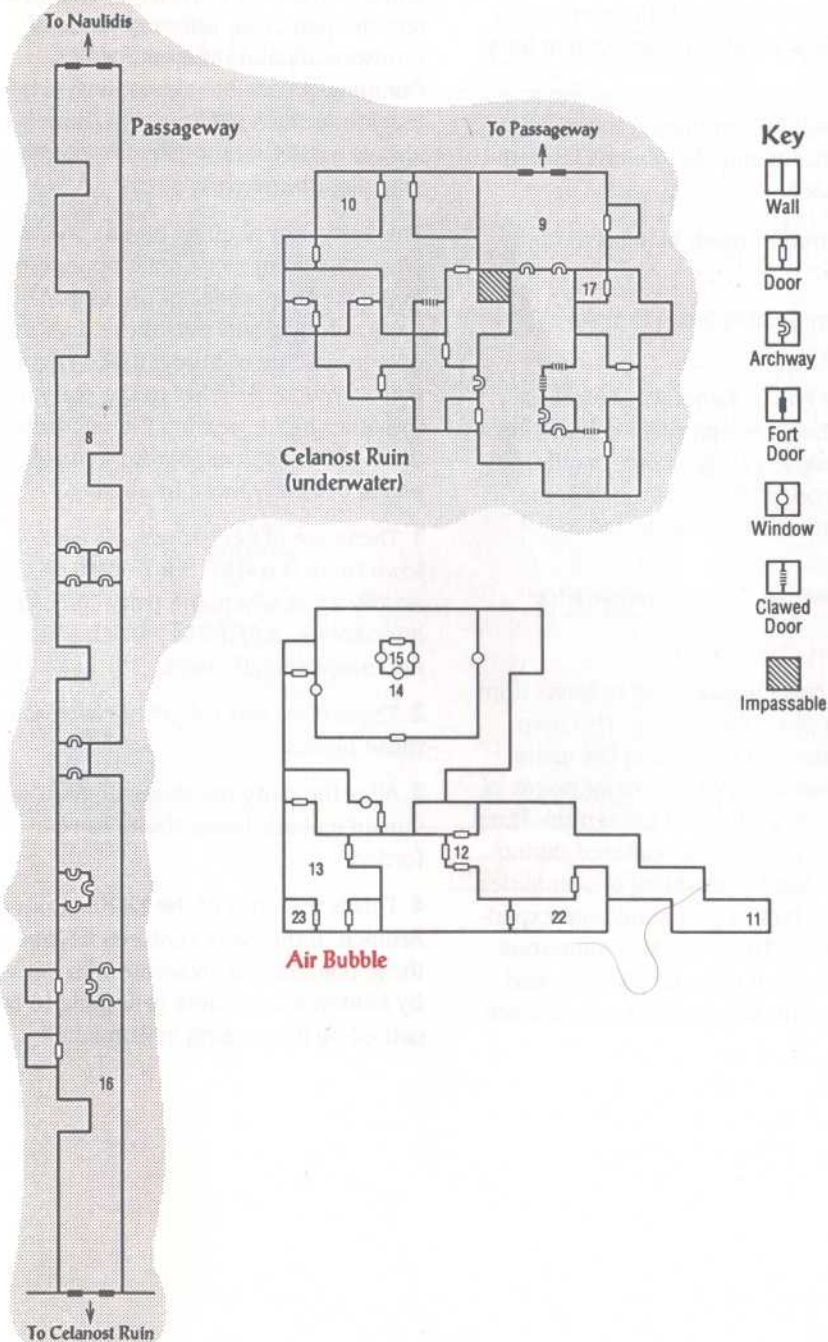 To Naulidis
Passageway
8
16
To Celanost Ruin
To Passageway
10
9
17
Celanost Ruin
(underwater)
15
14
13
12
23
22
11
Air Bubble
Key
Wall
Door
Archway
Fort
Door
Window
Clawed
Door
Impassable